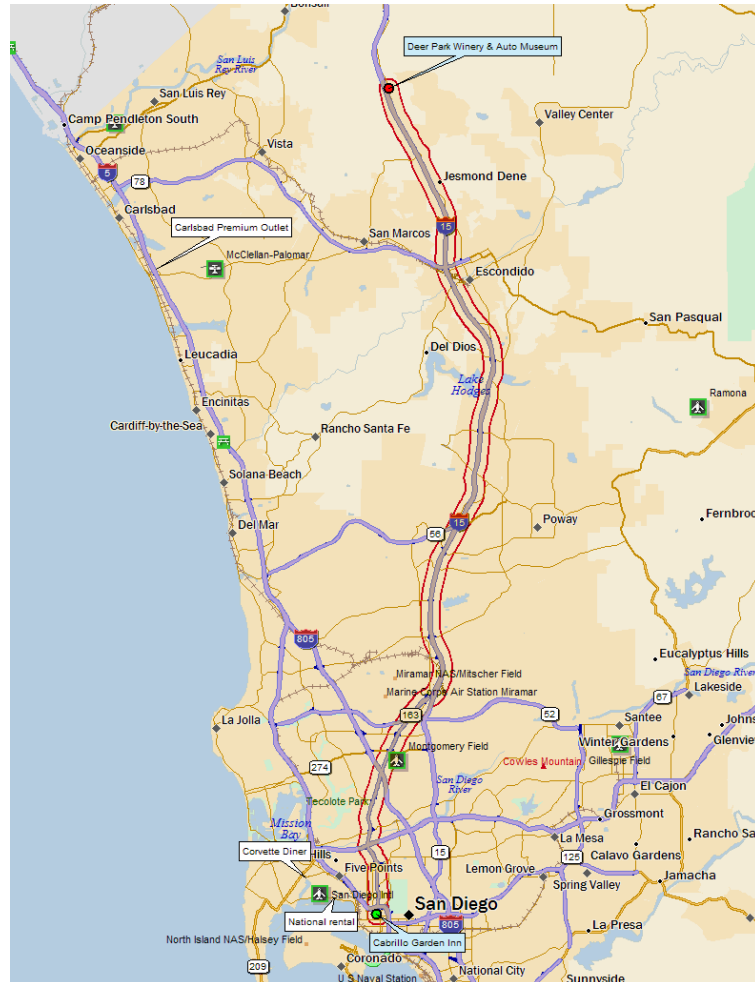 Bonsall
Deer Park Winery & Auto Museum
San Luis
Rey River
San Luis Rey
Camp Pendleton South
Valley Center
Oceanside
Vista
5
78
Jesmond Dene
Carlsbad
Carlsbad Premium Outlet
15
San Marcos
McClellan-Palomar
Escondido
San Pasqual
Del Dios
Leucadia
Lake
Hodges
Ramona
Encinitas
Cardiff-by-the-Sea
Rancho Santa Fe
Solana Beach
Fernbroo
Del Mar
56
15
Poway
805
Eucalyptus Hills
Miramar NAS/Mitscher Field
San Diego River
Marine Corps Air Station Miramar
67
Lakeside
La Jolla
163
52
Santee
Johns
Winter Gardens
Glenview
Montgomery Field
Cowles Mountain
Gillespie Field
274
San Diego
River
El Cajon
Tecolote Park
Mission
Bay
Grossmont
15
La Mesa
Rancho Sa
Corvette Diner
Hills
125
Calavo Gardens
Five Points
Lemon Grove
Spring Valley
Jamacha
San Diego Intl
San Diego
National rental
805
La Presa
North Island NAS/Halsey Field
Cabrillo Garden Inn
209
Coronado
National City
U S Naval Station
Sunnyside